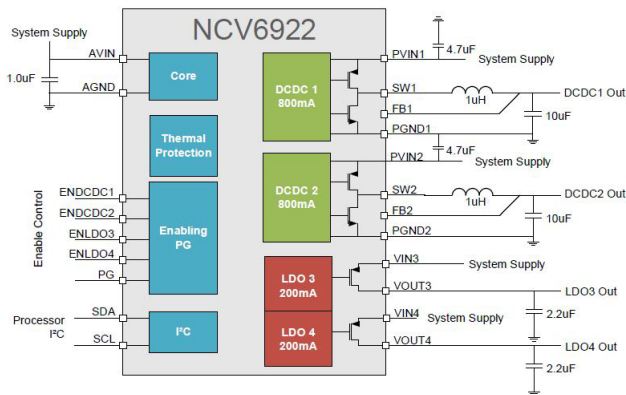 NCV6922
System Supply
AVIN
1.0uF
AGND
Core
Thermal
Protection
Enable Control
ENDCDC1
ENDCDC2
ENLDO3
ENLDO4
PG
Enabling
PG
Processor
I²C
SDA
SCL
I²C
DCDC 1
800mA
PVIN1
4.7uF
System Supply
SW1
1uH
DCDC1 Out
FB1
10uF
PGND1
4.7uF
DCDC 2
800mA
PVIN2
System Supply
SW2
1uH
DCDC2 Out
FB2
10uF
PGND2
LDO 3
200mA
VIN3
System Supply
VOUT3
LDO3 Out
2.2uF
LDO 4
200mA
VIN4
System Supply
VOUT4
LDO4 Out
2.2uF